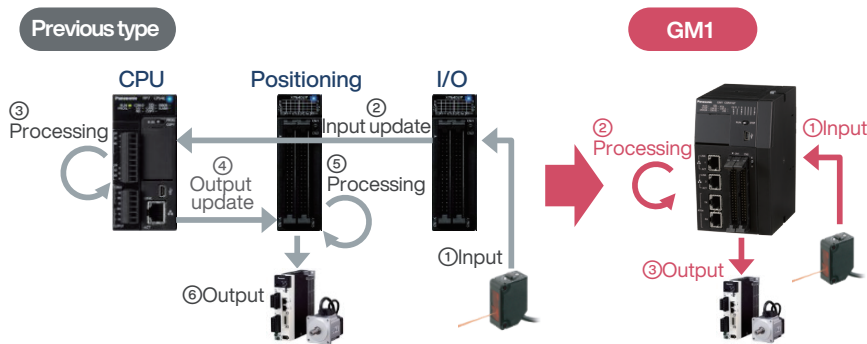 Previous type
GM1
CPU
Positioning
I/O
③
Processing
②
Input update
④
Output
update
⑤
Processing
①Input
⑥Output
②
Processing
①Input
③Output
Panasonic